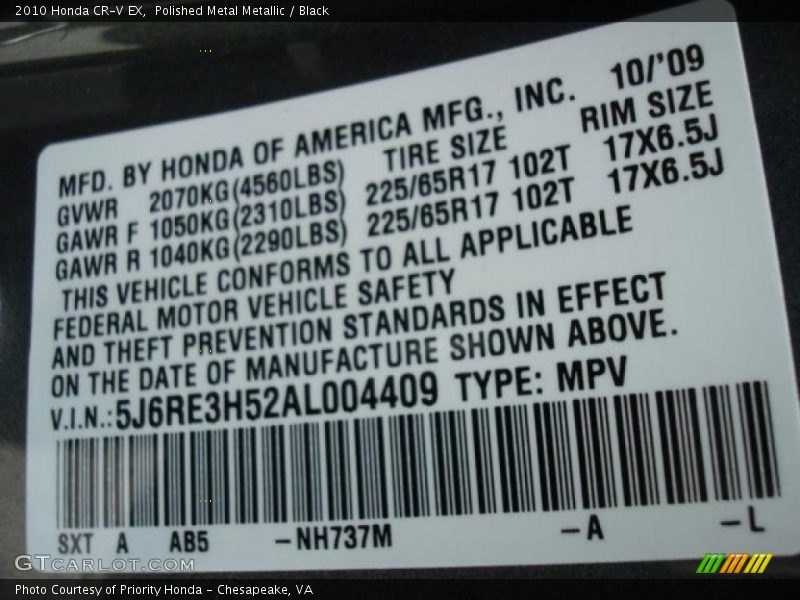 2010 Honda CR-V EX, Polished Metal Metallic / Black
MFD. BY HONDA OF AMERICA MFG., INC. 10/'09
GVWR 2070KG(4560LBS) TIRE SIZE RIM SIZE
GAWR F 1050KG(2310LBS) 225/65R17 102T 17X6.5J
GAWR R 1040KG(2290LBS) 225/65R17 102T 17X6.5J
THIS VEHICLE CONFORMS TO ALL APPLICABLE
FEDERAL MOTOR VEHICLE SAFETY
AND THEFT PREVENTION STANDARDS IN EFFECT
ON THE DATE OF MANUFACTURE SHOWN ABOVE.
V.I.N.:5J6RE3H52AL004409 TYPE: MPV
SXT A AB5 -NH737M -A -L
GTCARLOT.COM
Photo Courtesy of Priority Honda - Chesapeake, VA